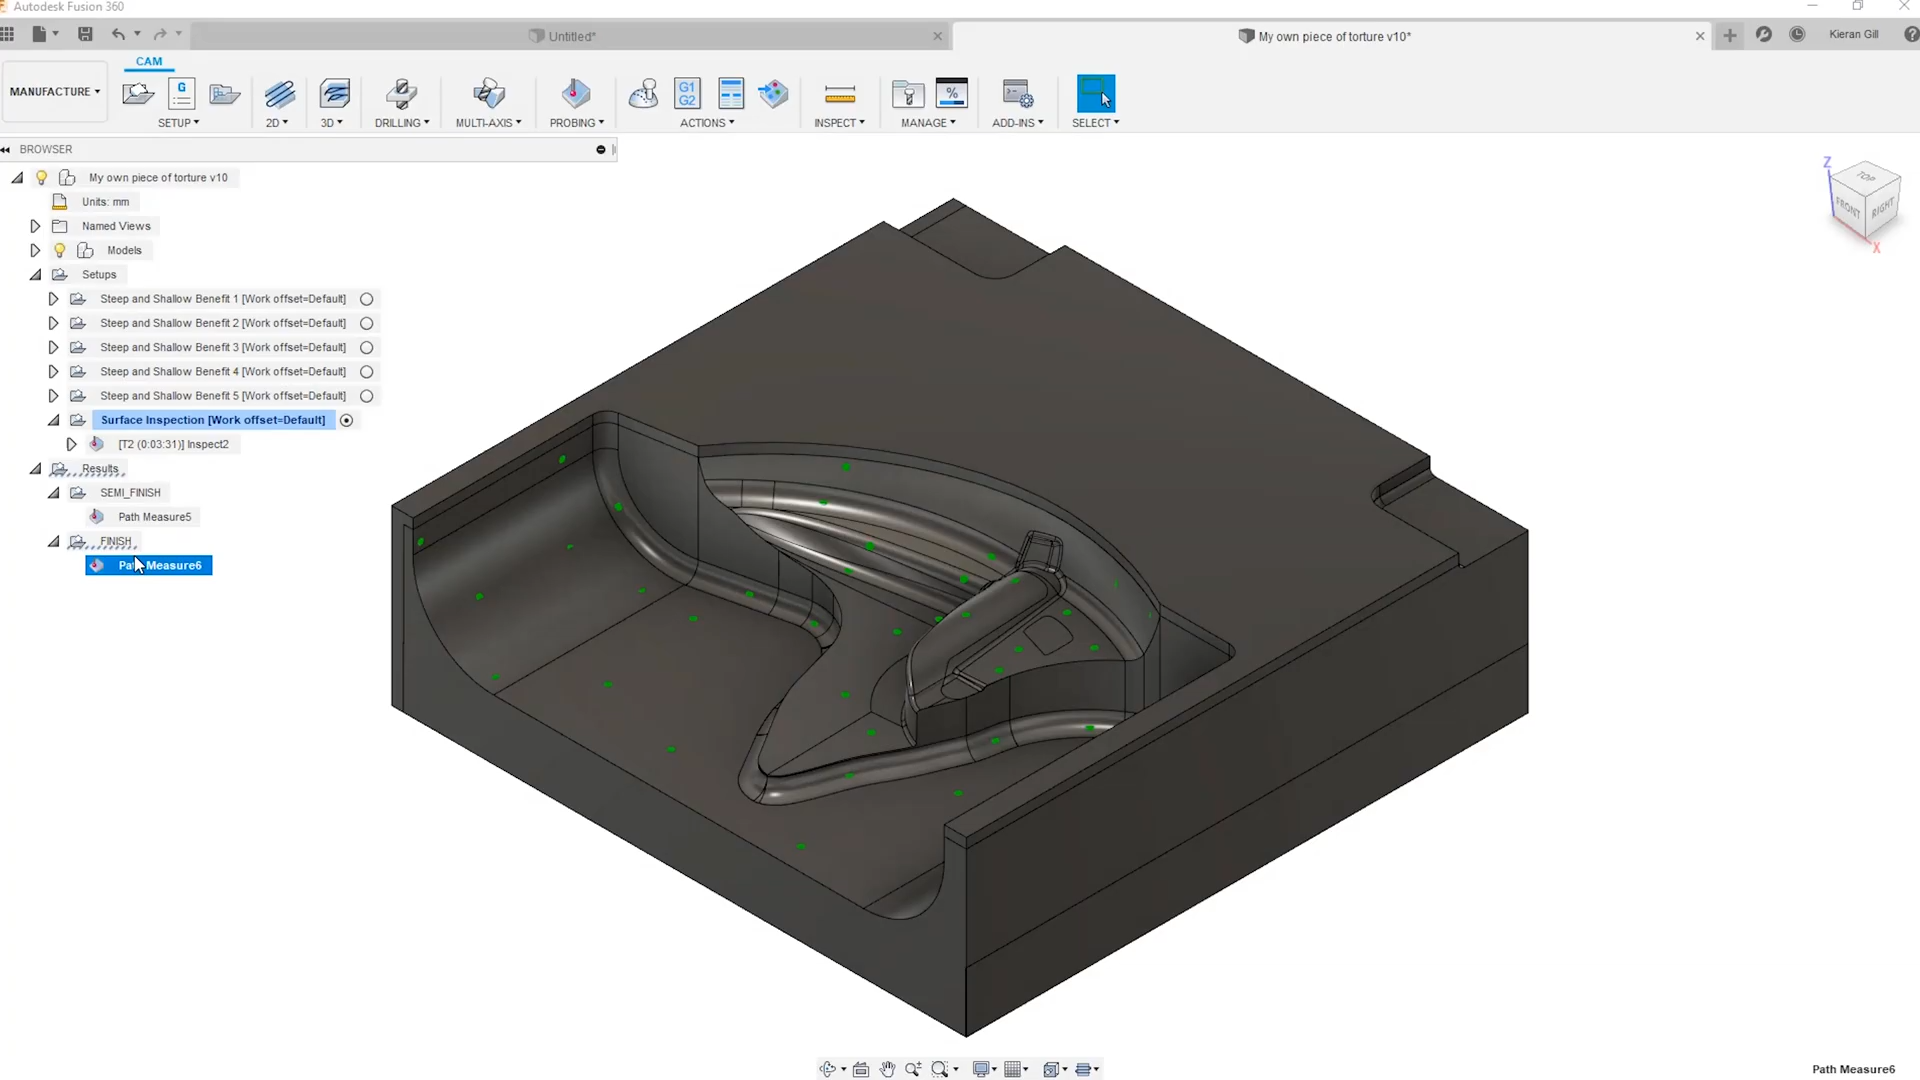 Autodesk Fusion 360
Untitled*
My own piece of torture v10*
Kieran Gill
MANUFACTURE
CAM
G
G1
G2
%
SETUP
2D
3D
DRILLING
MULTI-AXIS
PROBING
ACTIONS
INSPECT
MANAGE
ADD-INS
SELECT
BROWSER
My own piece of torture v10
Units: mm
Named Views
Models
Setups
Steep and Shallow Benefit 1 [Work offset=Default]
Steep and Shallow Benefit 2 [Work offset=Default]
Steep and Shallow Benefit 3 [Work offset=Default]
Steep and Shallow Benefit 4 [Work offset=Default]
Steep and Shallow Benefit 5 [Work offset=Default]
Surface Inspection [Work offset=Default]
[T2 (0:03:31)] Inspect2
Results
SEMI_FINISH
Path Measure5
FINISH
Path Measure6
Z
TOP
FRONT
RIGHT
X
Path Measure6